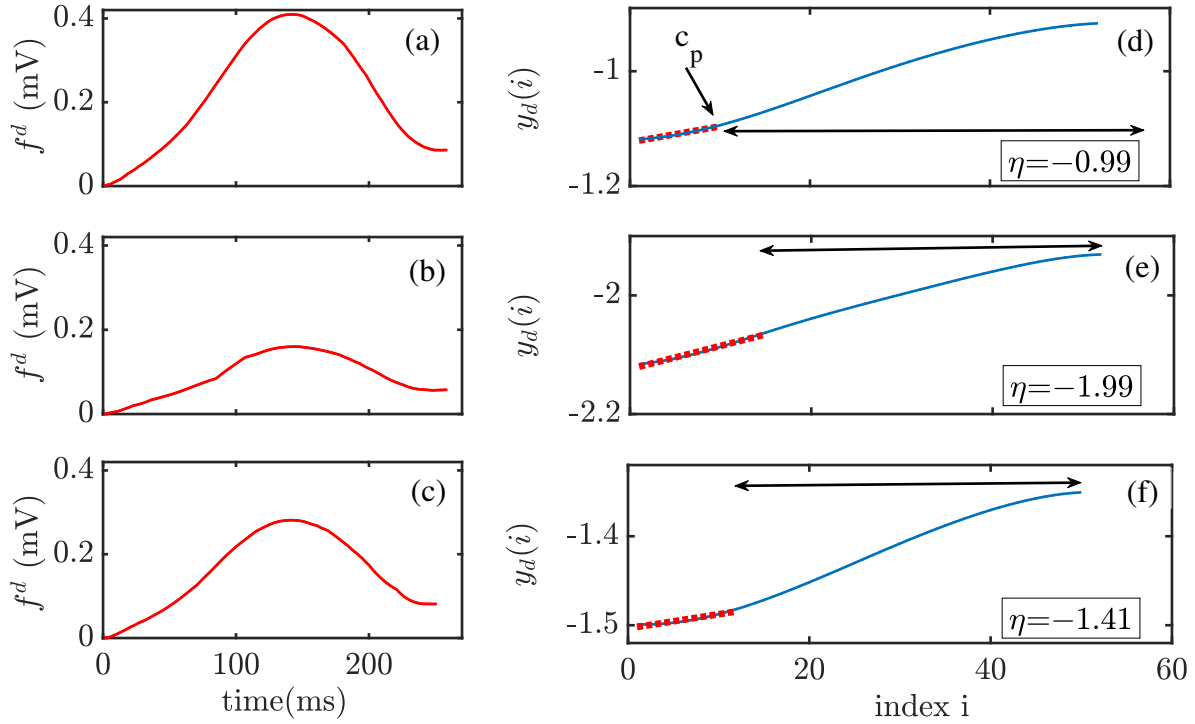 0.4
0.2
0
f^d (mV)
(a)
0.4
0.2
0
f^d (mV)
(b)
0.4
0.2
0
f^d (mV)
(c)
0 100 200
time(ms)
-1
-1.2
y_d(i)
c_p
(d)
η=−0.99
-2
-2.2
y_d(i)
(e)
η=−1.99
-1.4
-1.5
y_d(i)
(f)
η=−1.41
0 20 40 60
index i